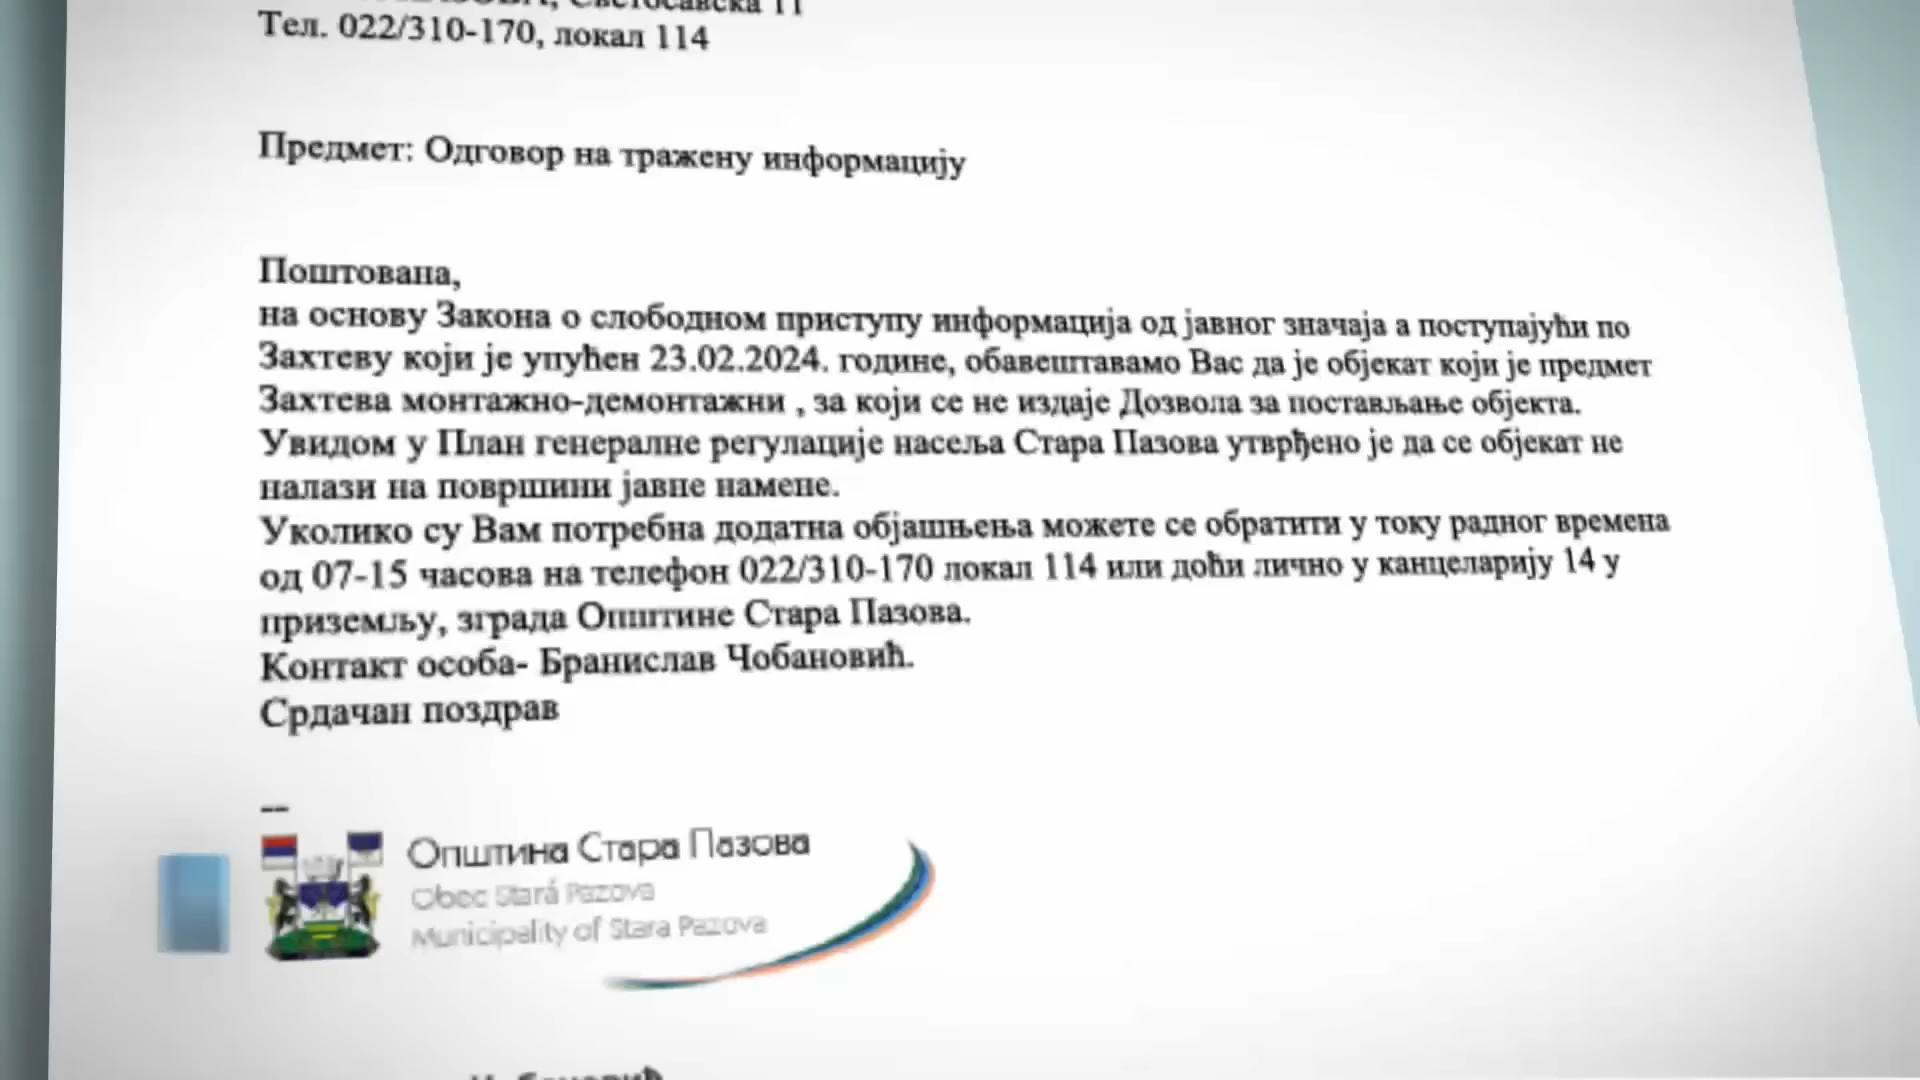 Светосавска 11
Тел. 022/310-170, локал 114
Предмет: Одговор на тражену информацију
Поштована,
на основу Закона о слободном приступу информација од јавног значаја а поступајући по
Захтеву који је упућен 23.02.2024. године, обавештавамо Вас да је објекат који је предмет
Захтева монтажно-демонтажни , за који се не издаје Дозвола за постављање објекта.
Увидом у План генералне регулације насеља Стара Пазова утврђено је да се објекат не
налази на површини јавне намене.
Уколико су Вам потребна додатна објашњења можете се обратити у току радног времена
од 07-15 часова на телефон 022/310-170 локал 114 или доћи лично у канцеларију 14 у
приземљу, зграда Општине Стара Пазова.
Контакт особа- Бранислав Чобановић.
Срдачан поздрав
--
Општина Стара Пазова
Obec Stará Pazova
Municipality of Stara Pazova